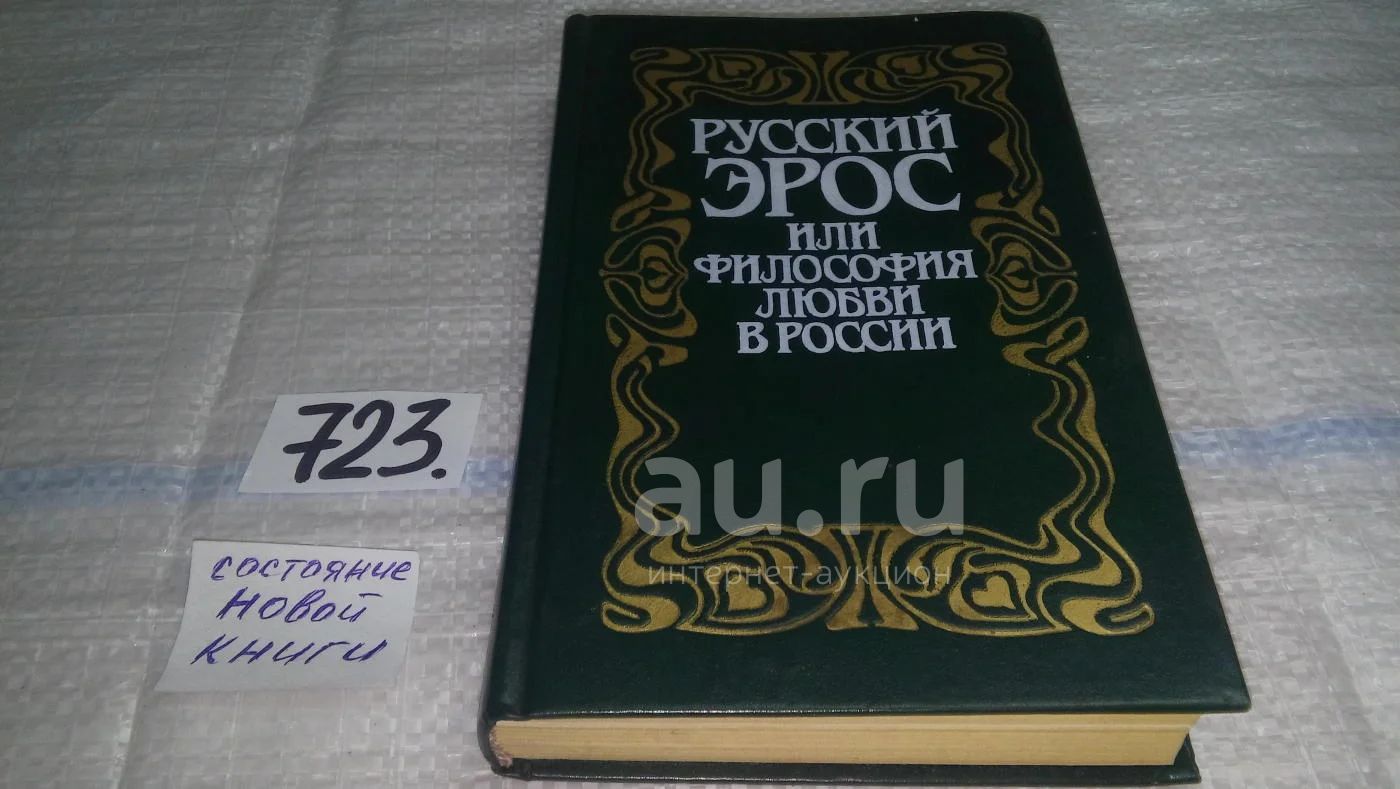 РУССКИЙ
ЭРОС
ИЛИ
ФИЛОСОФИЯ
ЛЮБВИ
В РОССИИ
723.
состояние
новой
книги
au.ru
интернет-аукцион